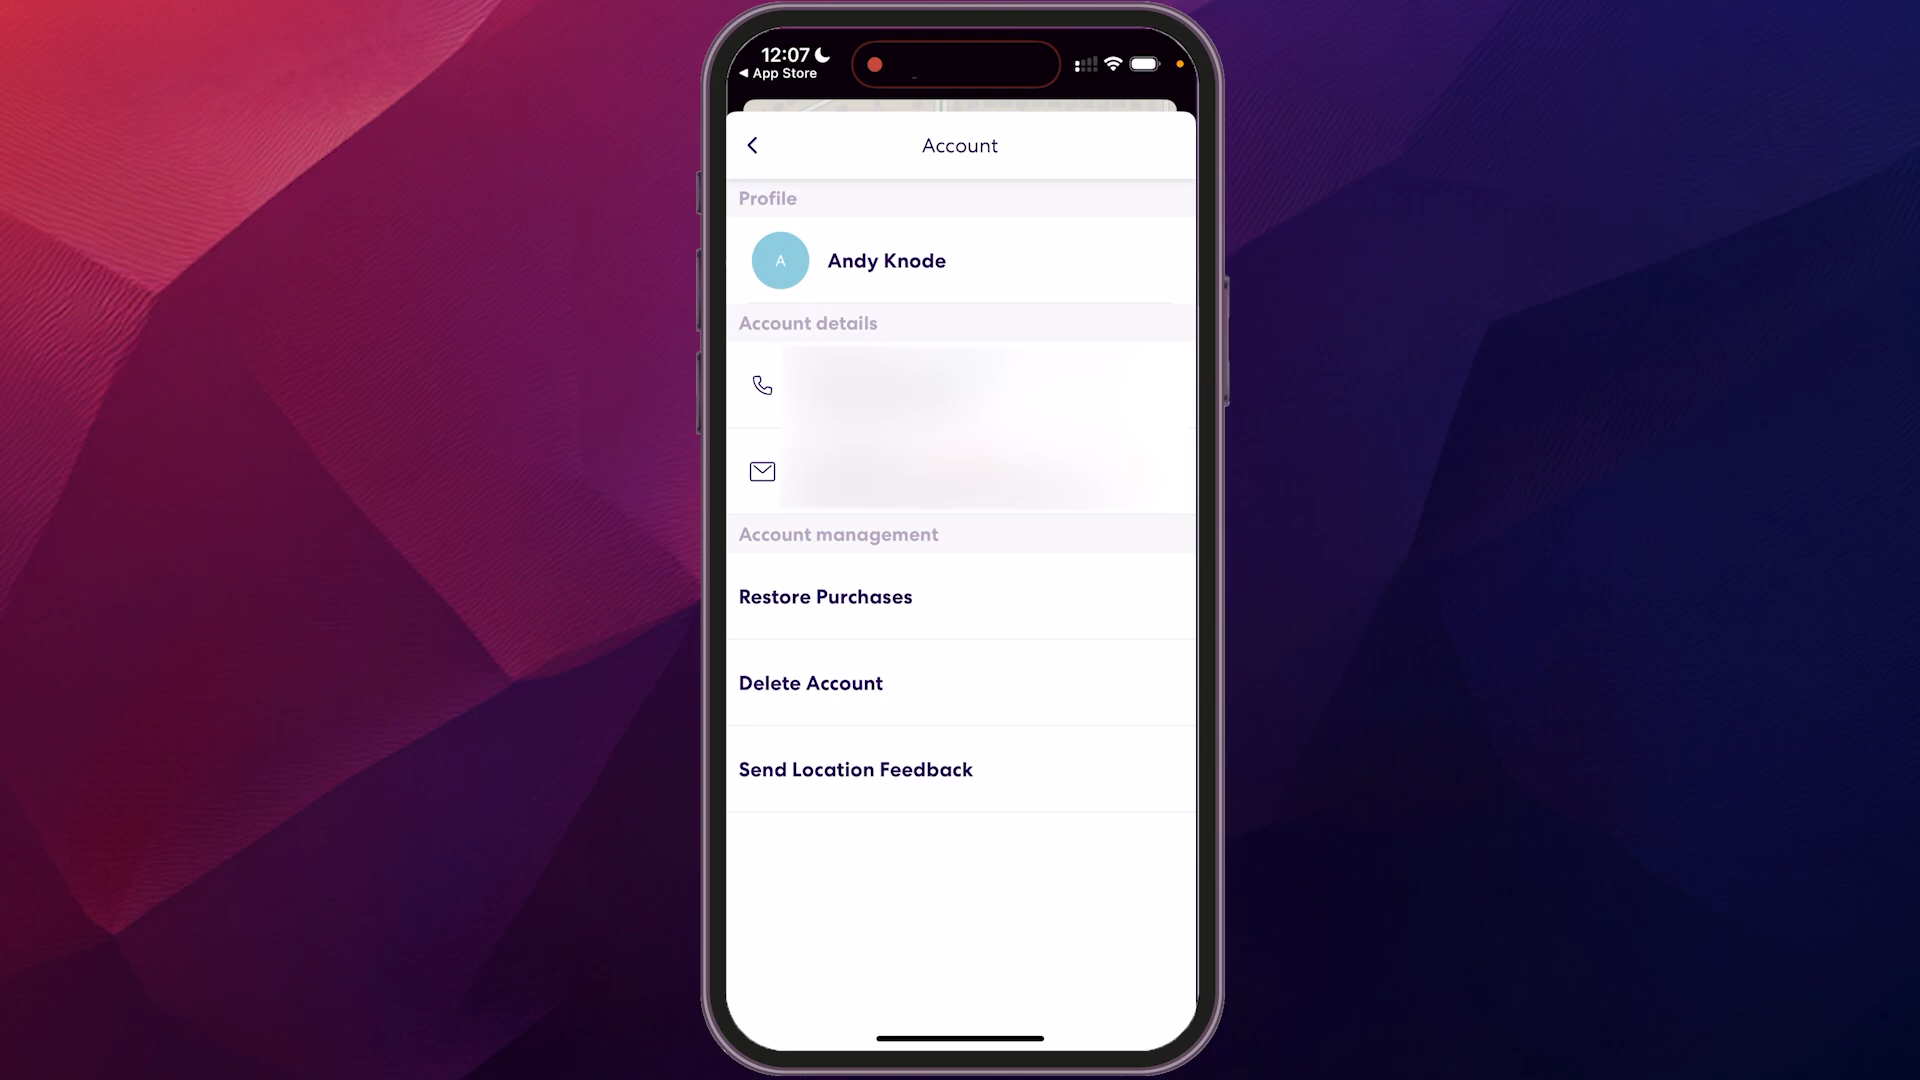 12:07
◀ App Store
Account
Profile
A
Andy Knode
Account details
Account management
Restore Purchases
Delete Account
Send Location Feedback